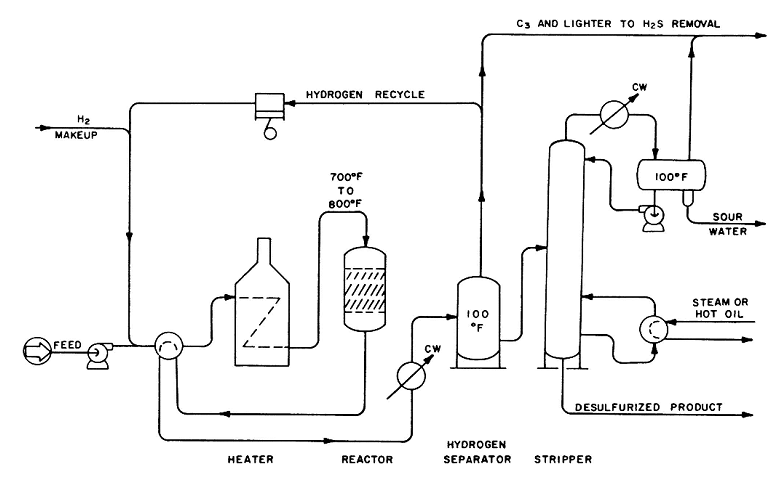 C3 AND LIGHTER TO H2S REMOVAL
CW
HYDROGEN RECYCLE
H2
MAKEUP
700°F
TO
800°F
100°F
SOUR
WATER
STEAM OR
HOT OIL
100
°F
FEED
CW
DESULFURIZED PRODUCT
HEATER
REACTOR
HYDROGEN
SEPARATOR
STRIPPER